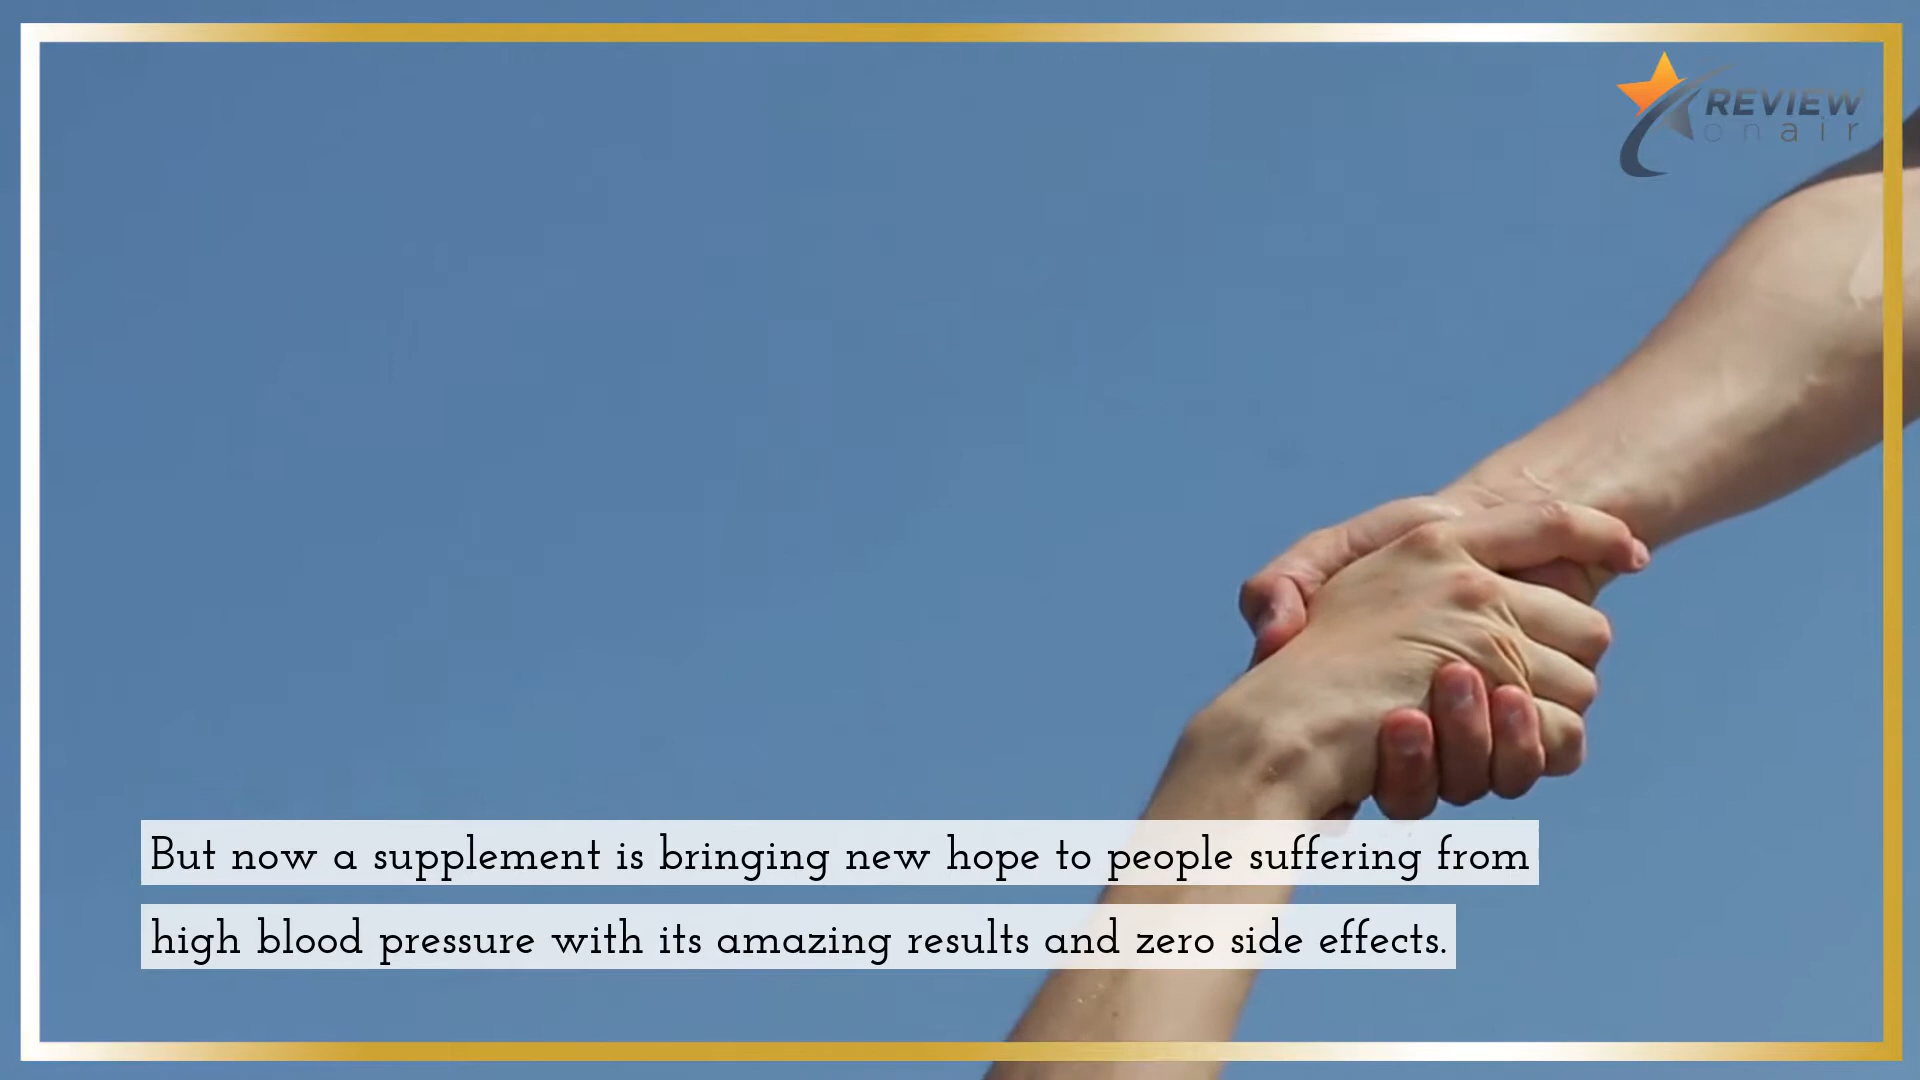 REVIEW
onair
But now a supplement is bringing new hope to people suffering from
high blood pressure with its amazing results and zero side effects.